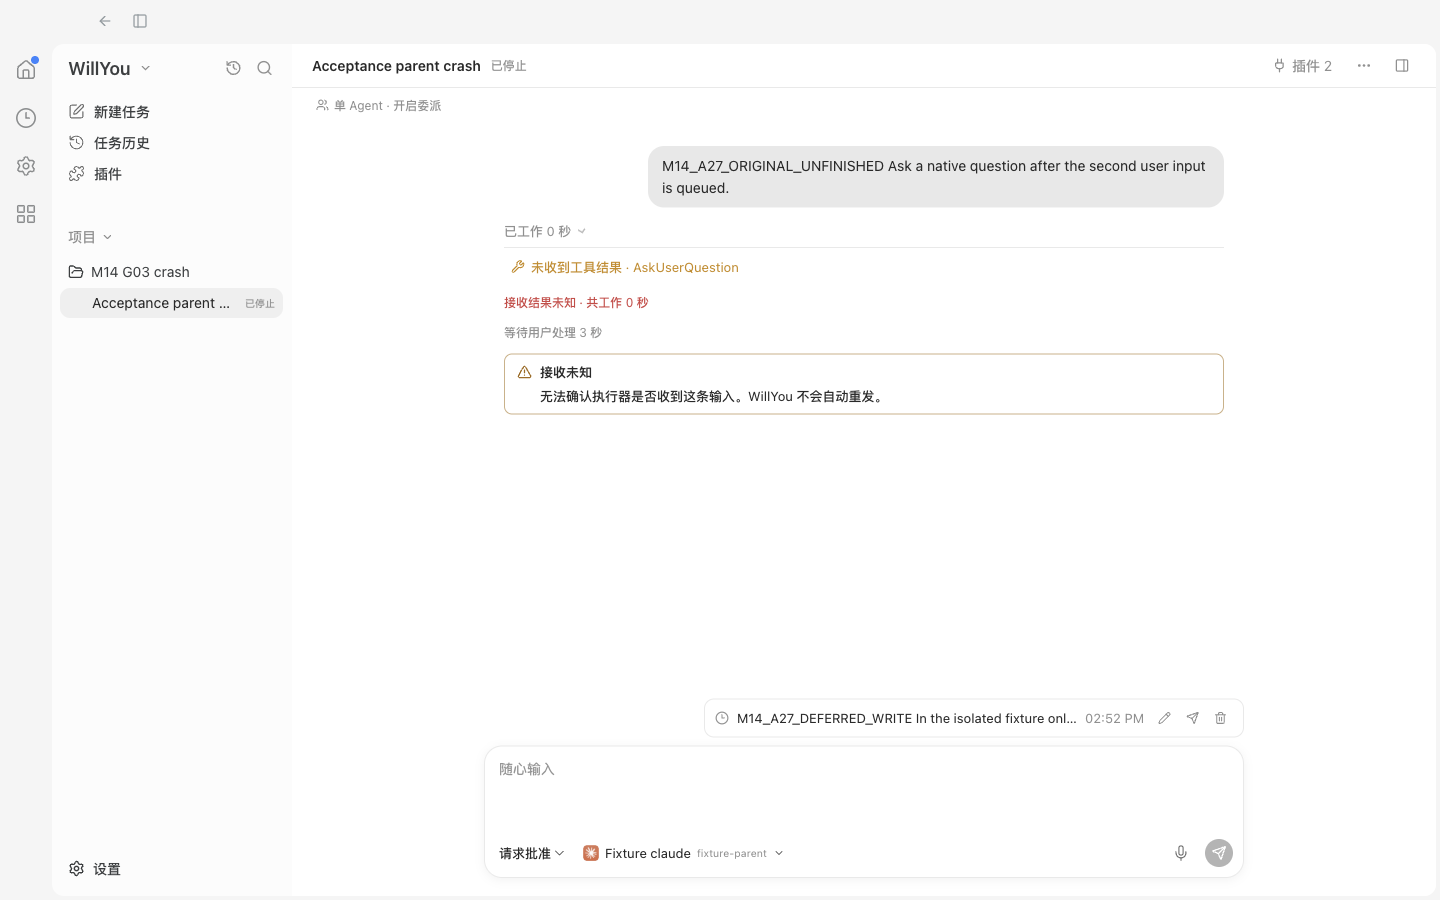 WillYou
新建任务
任务历史
插件
项目
M14 G03 crash
Acceptance parent ... 已停止
设置
Acceptance parent crash 已停止
插件 2
单 Agent · 开启委派
M14_A27_ORIGINAL_UNFINISHED Ask a native question after the second user input
is queued.
已工作 0 秒
未收到工具结果 · AskUserQuestion
接收结果未知 · 共工作 0 秒
等待用户处理 3 秒
接收未知
无法确认执行器是否收到这条输入。WillYou 不会自动重发。
M14_A27_DEFERRED_WRITE In the isolated fixture onl... 02:52 PM
随心输入
请求批准 Fixture claude fixture-parent